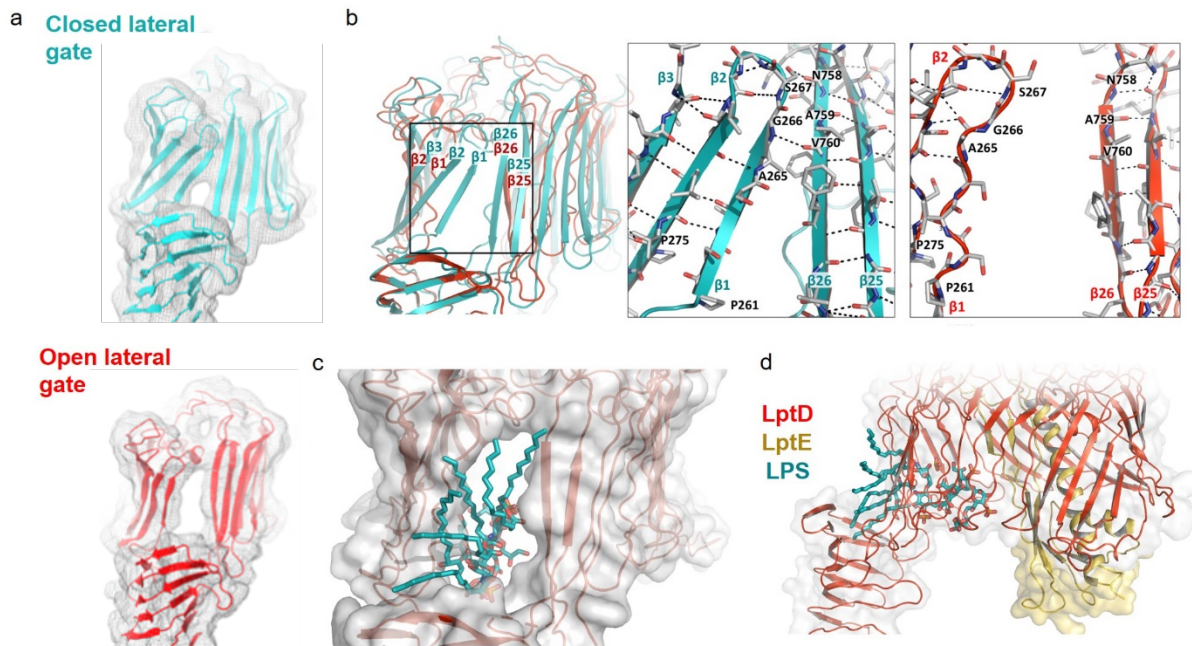 a
Closed lateral
gate
b
β3
β2
β2
β1
β1
β26
β26
β25
β25
β3
β2
S267
N758
G266
A759
V760
A265
P275
β1
P261
β26
β25
β2
N758
S267
A759
G266
A265
V760
P275
P261
β1
β26
β25
Open lateral
gate
c
d
LptD
LptE
LPS